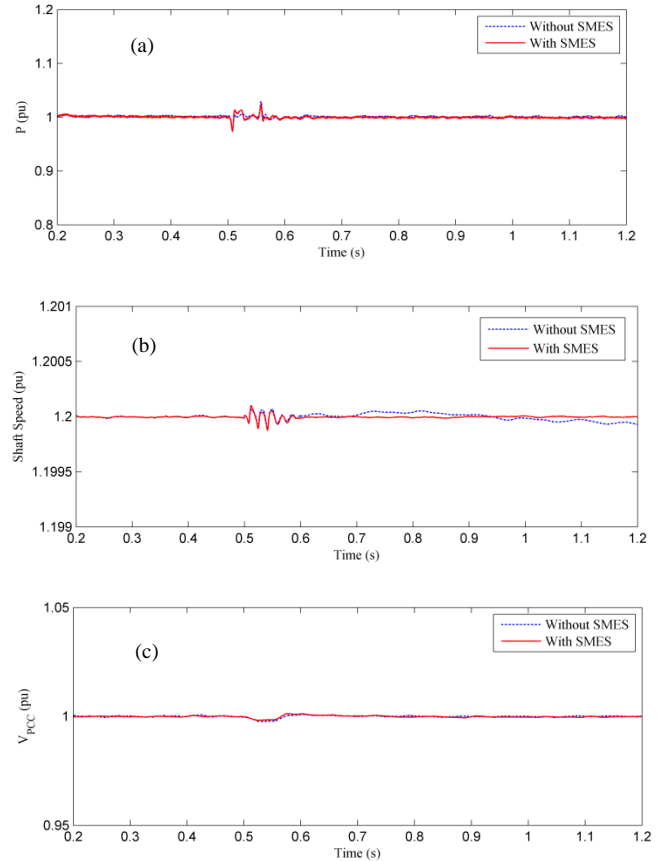 1.2
1.1
1
0.9
0.8
P (pu)
(a)
Without SMES
With SMES
0.2 0.3 0.4 0.5 0.6 0.7 0.8 0.9 1 1.1 1.2
Time (s)
1.201
1.2005
1.2
1.1995
1.199
Shaft Speed (pu)
(b)
Without SMES
With SMES
0.2 0.3 0.4 0.5 0.6 0.7 0.8 0.9 1 1.1 1.2
Time (s)
1.05
1
0.95
VPCC (pu)
(c)
Without SMES
With SMES
0.2 0.3 0.4 0.5 0.6 0.7 0.8 0.9 1 1.1 1.2
Time (s)